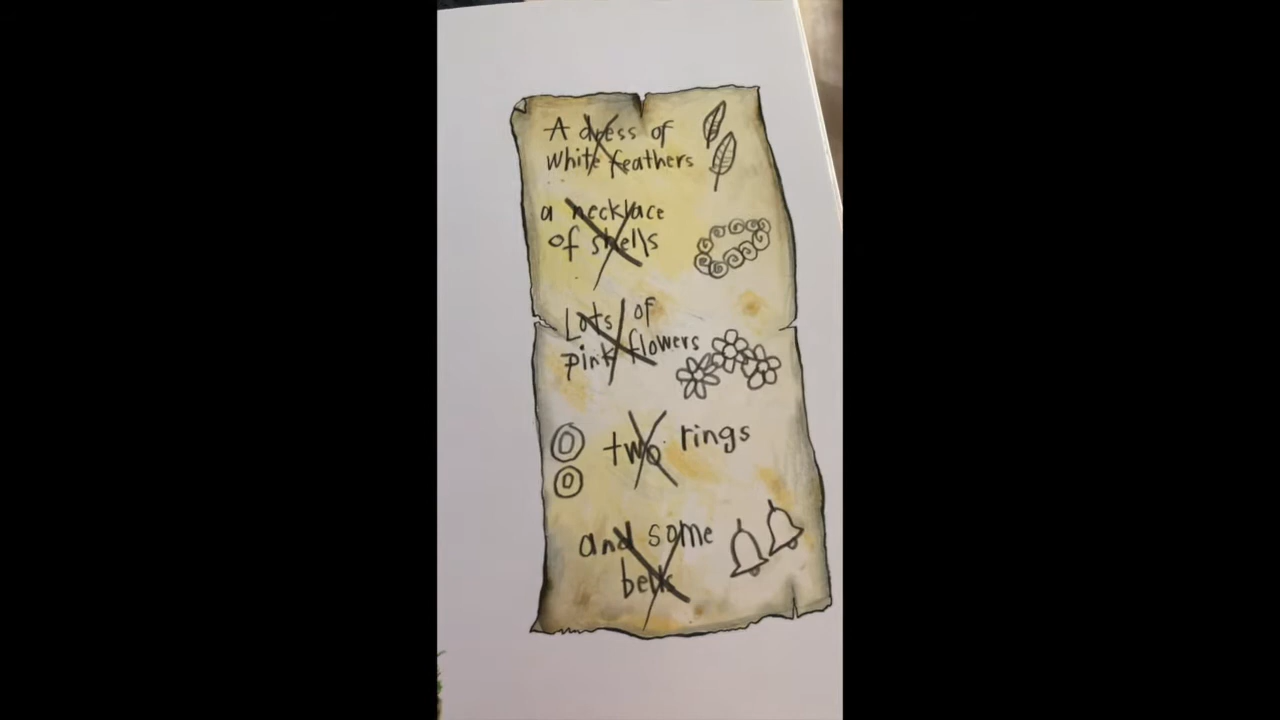 A dress of
white feathers
a necklace
of shells
Lots of
pink flowers
two rings
and some
bells